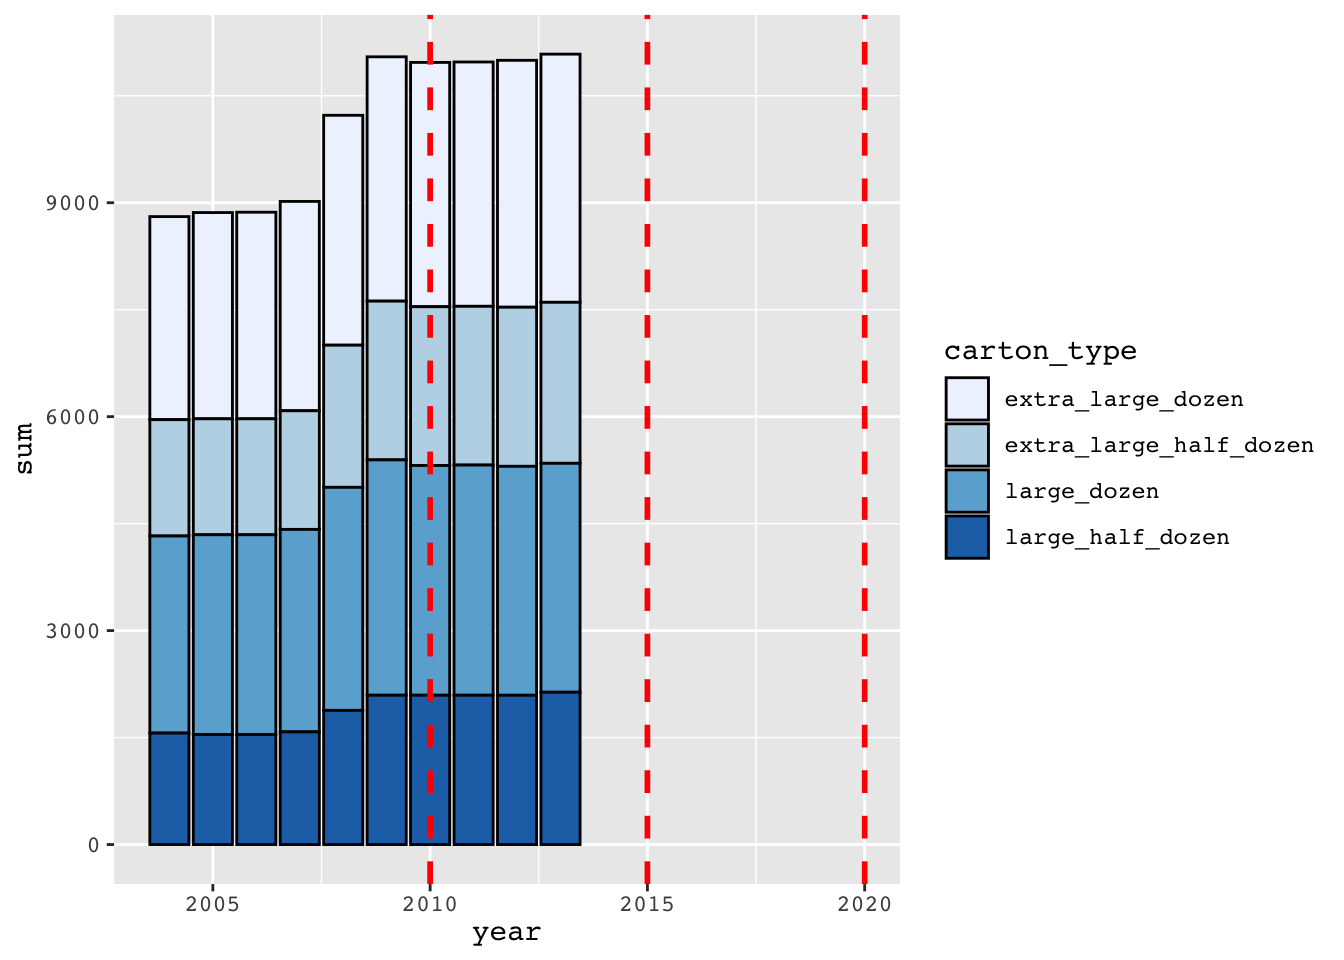 9000
6000
3000
0
sum
2005
2010
2015
2020
year
carton_type
extra_large_dozen
extra_large_half_dozen
large_dozen
large_half_dozen